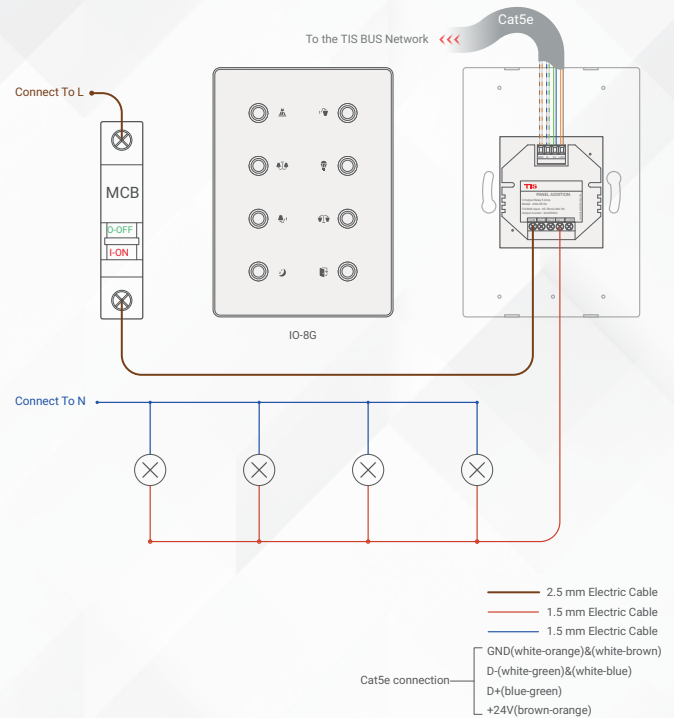 Cat5e
To the TIS BUS Network
Connect To L
MCB
O-OFF
I-ON
TIS
PANEL ADDITION
IO-8G
Connect To N
2.5 mm Electric Cable
1.5 mm Electric Cable
1.5 mm Electric Cable
GND(white-orange)&(white-brown)
D-(white-green)&(white-blue)
Cat5e connection
D+(blue-green)
+24V(brown-orange)